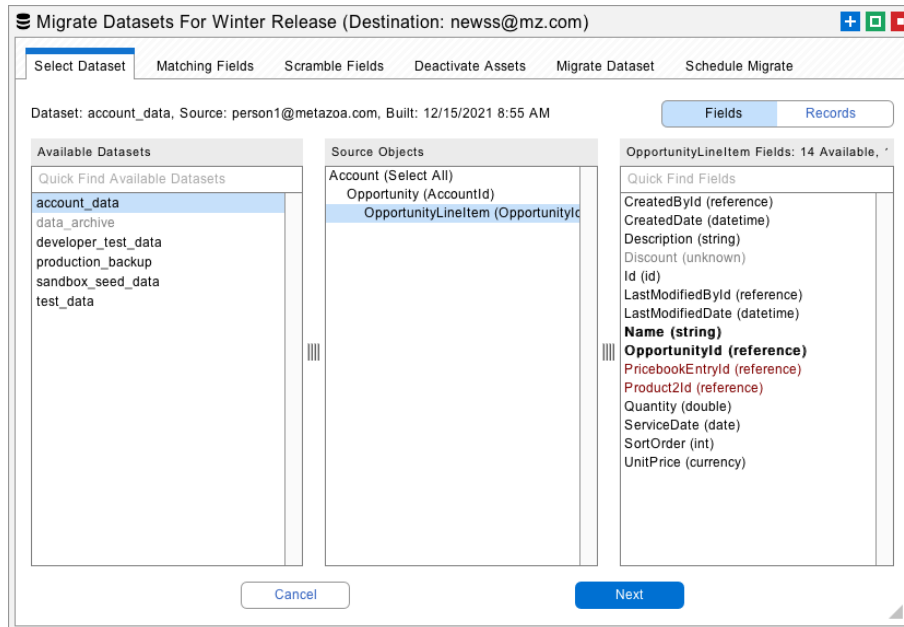 Migrate Datasets For Winter Release (Destination: newss@mz.com)
Select Dataset Matching Fields Scramble Fields Deactivate Assets Migrate Dataset Schedule Migrate
Dataset: account_data, Source: person1@metazoa.com, Built: 12/15/2021 8:55 AM
Fields Records
Available Datasets
Quick Find Available Datasets
account_data
data_archive
developer_test_data
production_backup
sandbox_seed_data
test_data
Source Objects
Account (Select All)
Opportunity (AccountId)
OpportunityLineItem (OpportunityId
OpportunityLineItem Fields: 14 Available,
Quick Find Fields
CreatedById (reference)
CreatedDate (datetime)
Description (string)
Discount (unknown)
Id (id)
LastModifiedById (reference)
LastModifiedDate (datetime)
Name (string)
OpportunityId (reference)
PricebookEntryId (reference)
Product2Id (reference)
Quantity (double)
ServiceDate (date)
SortOrder (int)
UnitPrice (currency)
Cancel Next